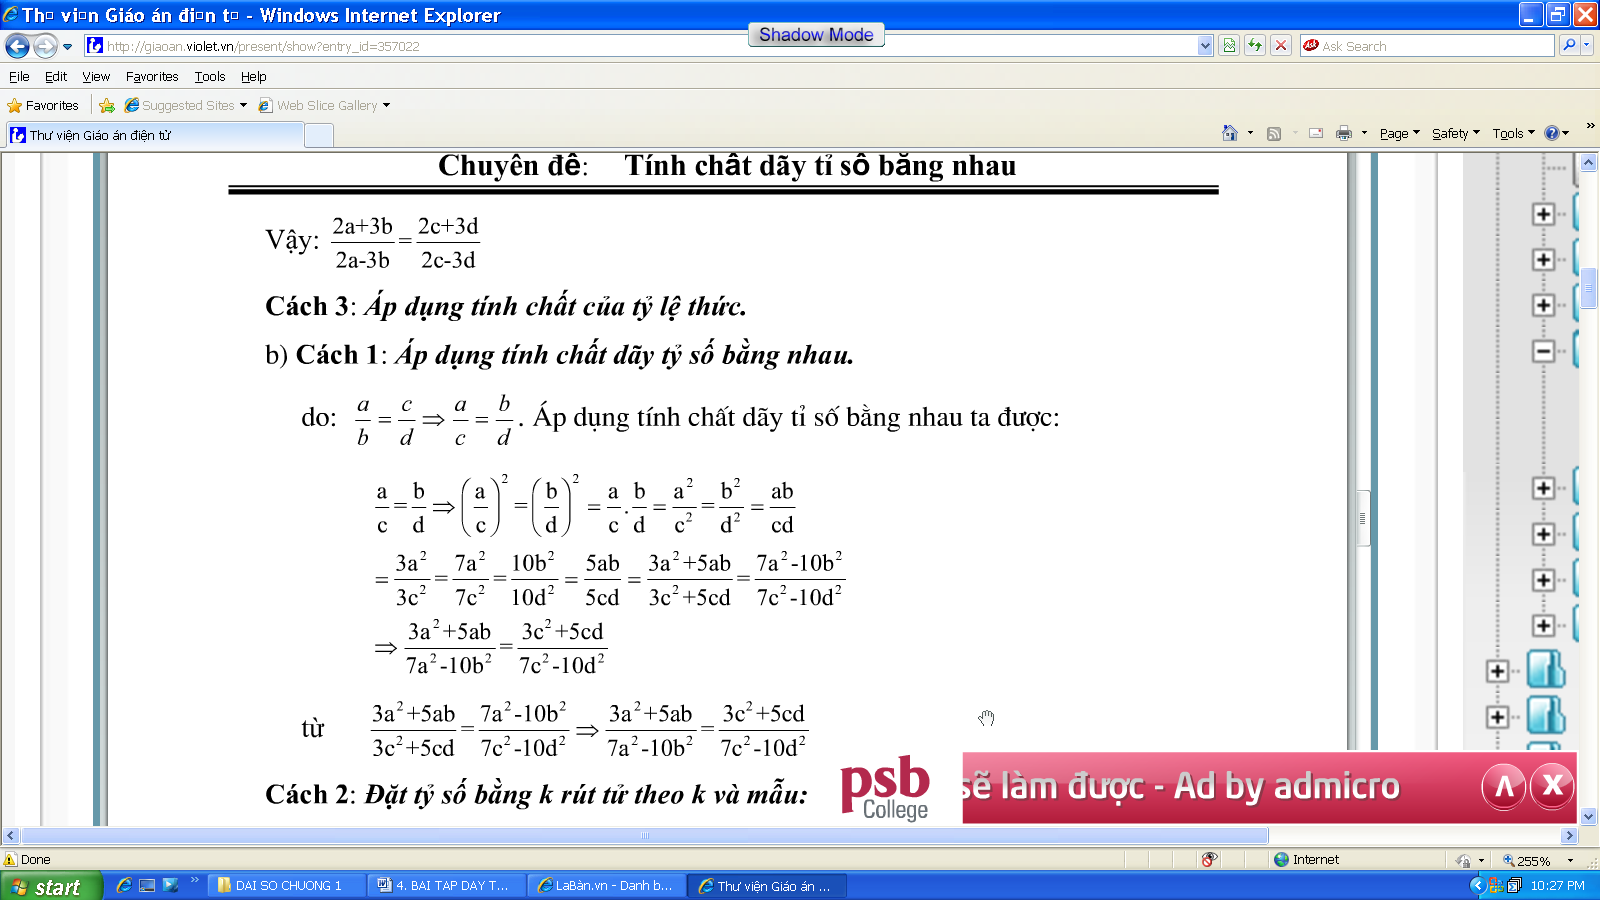 Thƣ viện Giáo án điện tử - Windows Internet Explorer
Shadow Mode
http://giaoan.violet.vn/present/show?entry_id=357022
Ask Search
File Edit View Favorites Tools Help
Favorites Suggested Sites Web Slice Gallery
Thư viện Giáo án điện tử
Page Safety Tools
Chuyên đề: Tính chất dãy tỉ số bằng nhau
Vậy: (2a+3b)/(2a-3b) = (2c+3d)/(2c-3d)
Cách 3: Áp dụng tính chất của tỷ lệ thức.
b) Cách 1: Áp dụng tính chất dãy tỷ số bằng nhau.
do: a/b = c/d ⇒ a/c = b/d. Áp dụng tính chất dãy tỉ số bằng nhau ta được:
a/c = b/d ⇒ (a/c)² = (b/d)² = a/c . b/d = a²/c² = b²/d² = ab/cd
= 3a²/3c² = 7a²/7c² = 10b²/10d² = 5ab/5cd = (3a²+5ab)/(3c²+5cd) = (7a²-10b²)/(7c²-10d²)
⇒ (3a²+5ab)/(7a²-10b²) = (3c²+5cd)/(7c²-10d²)
từ (3a²+5ab)/(3c²+5cd) = (7a²-10b²)/(7c²-10d²) ⇒ (3a²+5ab)/(7a²-10b²) = (3c²+5cd)/(7c²-10d²)
Cách 2: Đặt tỷ số bằng k rút tử theo k và mẫu:
psb College
sẽ làm được - Ad by admicro
Done Internet 255%
start DAI SO CHUONG 1 4. BAI TAP DAY T... LaBàn.vn - Danh b... Thư viện Giáo án ... 10:27 PM